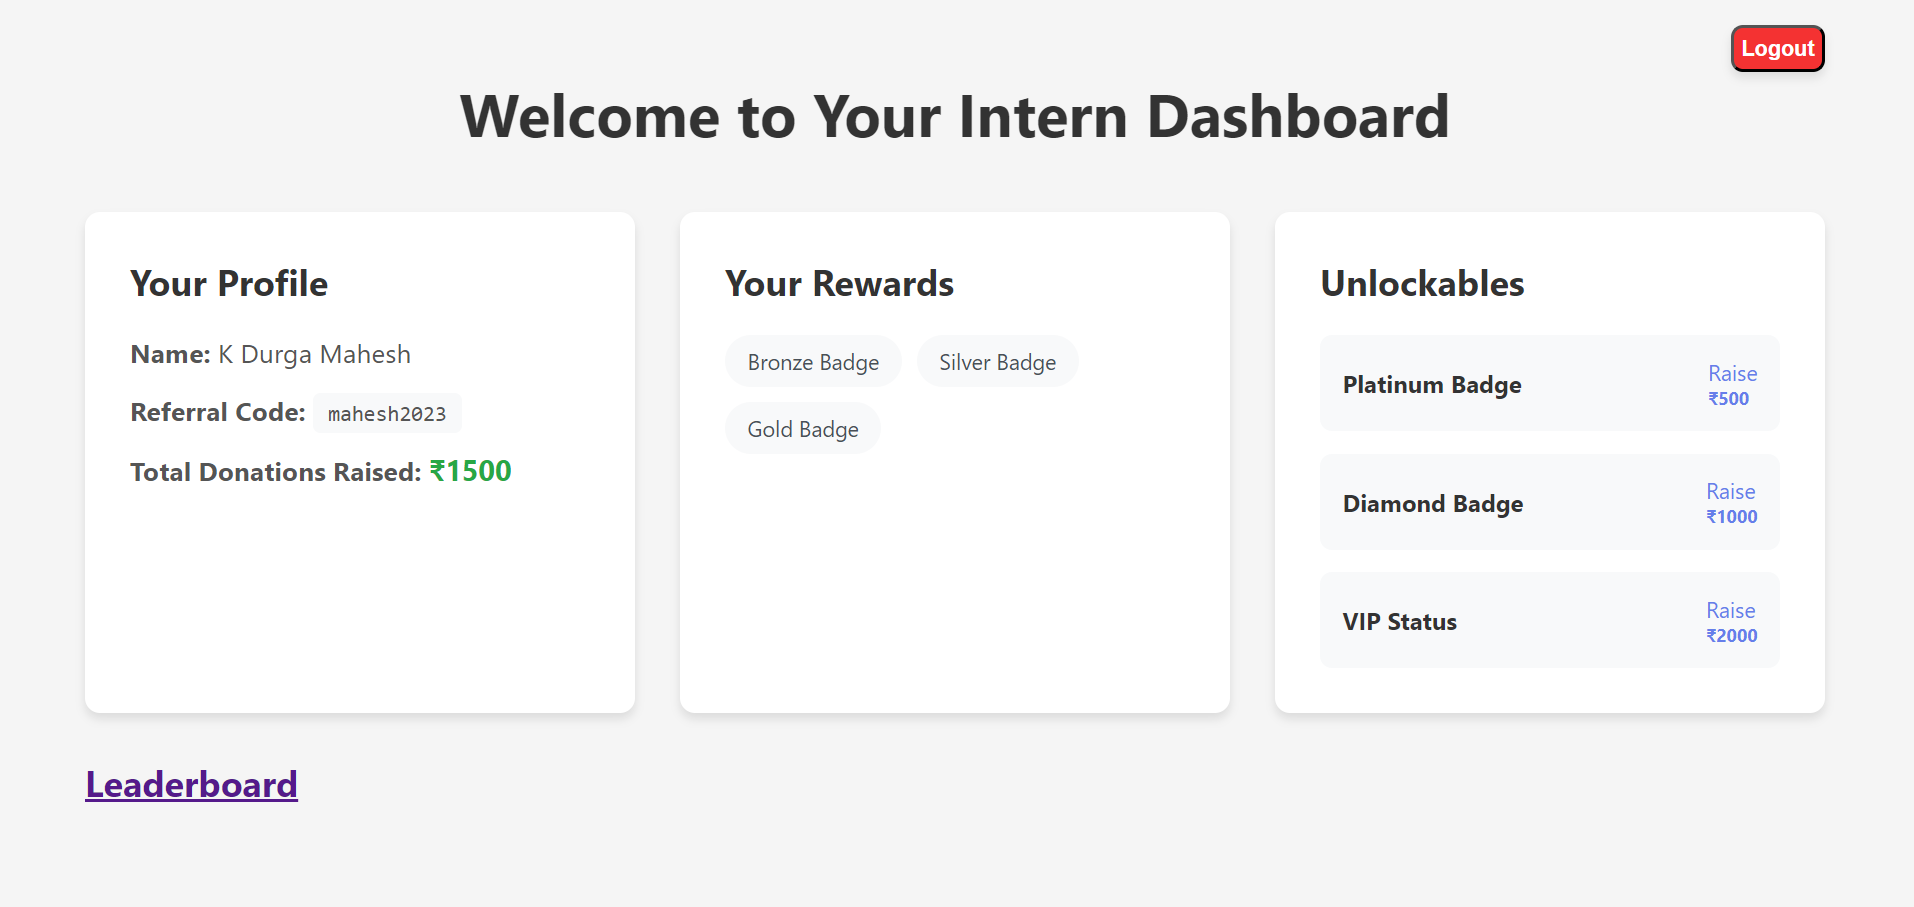 Logout
Welcome to Your Intern Dashboard
Your Profile
Name: K Durga Mahesh
Referral Code: mahesh2023
Total Donations Raised: ₹1500
Your Rewards
Bronze Badge Silver Badge
Gold Badge
Unlockables
Platinum Badge
Raise
₹500
Diamond Badge
Raise
₹1000
VIP Status
Raise
₹2000
Leaderboard